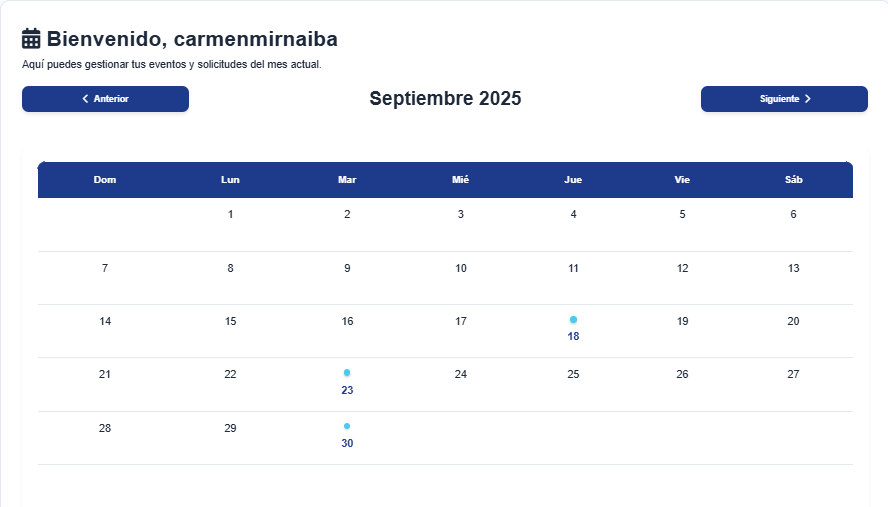 Bienvenido, carmenmirnaiba
Aquí puedes gestionar tus eventos y solicitudes del mes actual.
Anterior Septiembre 2025 Siguiente
Dom Lun Mar Mié Jue Vie Sáb
1 2 3 4 5 6
7 8 9 10 11 12 13
14 15 16 17 18 19 20
21 22 23 24 25 26 27
28 29 30